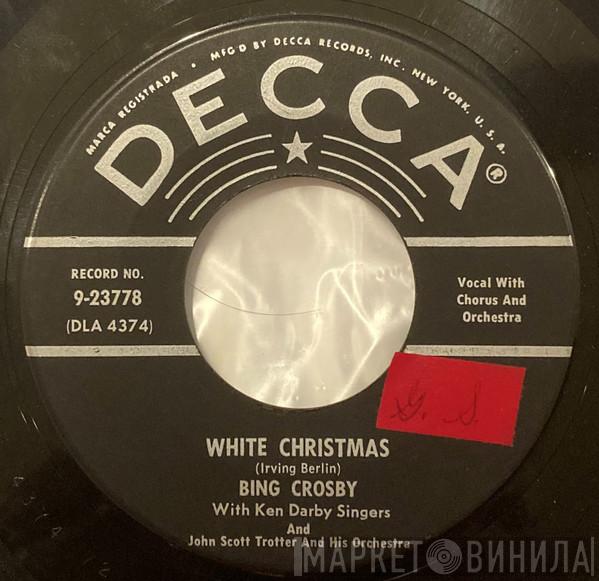 MARCA REGISTRADA • MFG'D BY DECCA RECORDS, INC., NEW YORK, U. S. A.
DECCA®
RECORD NO.
9-23778
(DLA 4374)
Vocal With
Chorus And
Orchestra
G. S.
WHITE CHRISTMAS
(Irving Berlin)
BING CROSBY
With Ken Darby Singers
And
John Scott Trotter And His Orchestra
МАРКЕТ ВИНИЛА